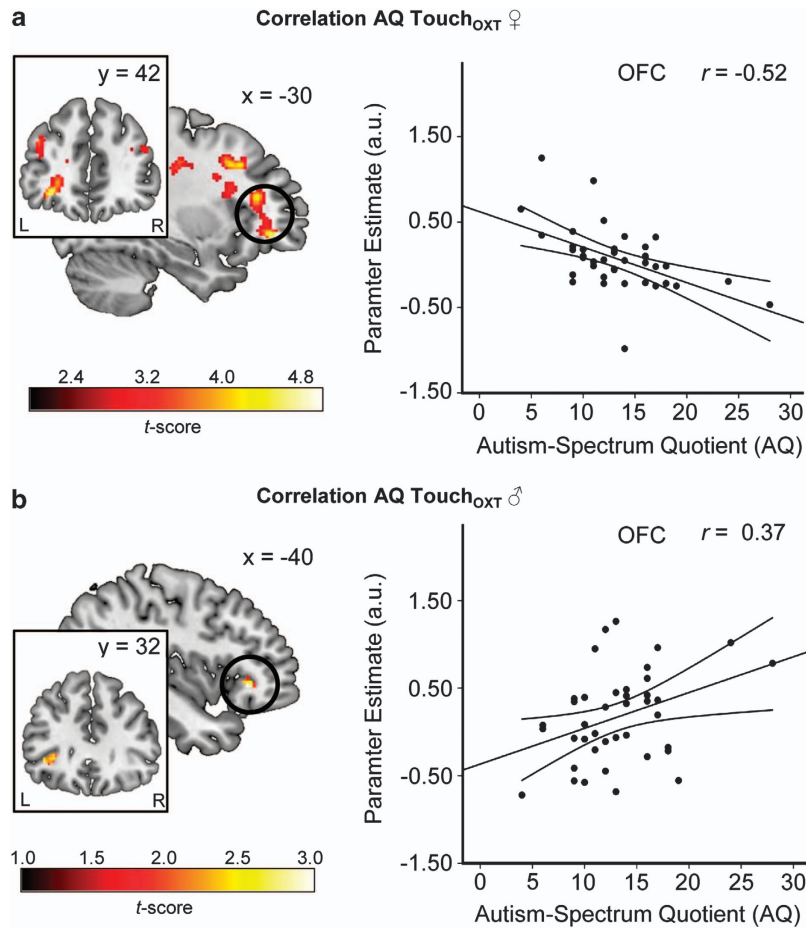 a
Correlation AQ Touch_OXT ♀
y = 42
x = -30
L R
2.4 3.2 4.0 4.8
t-score
OFC r = -0.52
Paramter Estimate (a.u.)
1.50
0.50
-0.50
-1.50
0 5 10 15 20 25 30
Autism-Spectrum Quotient (AQ)
b
Correlation AQ Touch_OXT ♂
x = -40
y = 32
L R
1.0 1.5 2.0 2.5 3.0
t-score
OFC r = 0.37
Paramter Estimate (a.u.)
1.50
0.50
-0.50
-1.50
0 5 10 15 20 25 30
Autism-Spectrum Quotient (AQ)